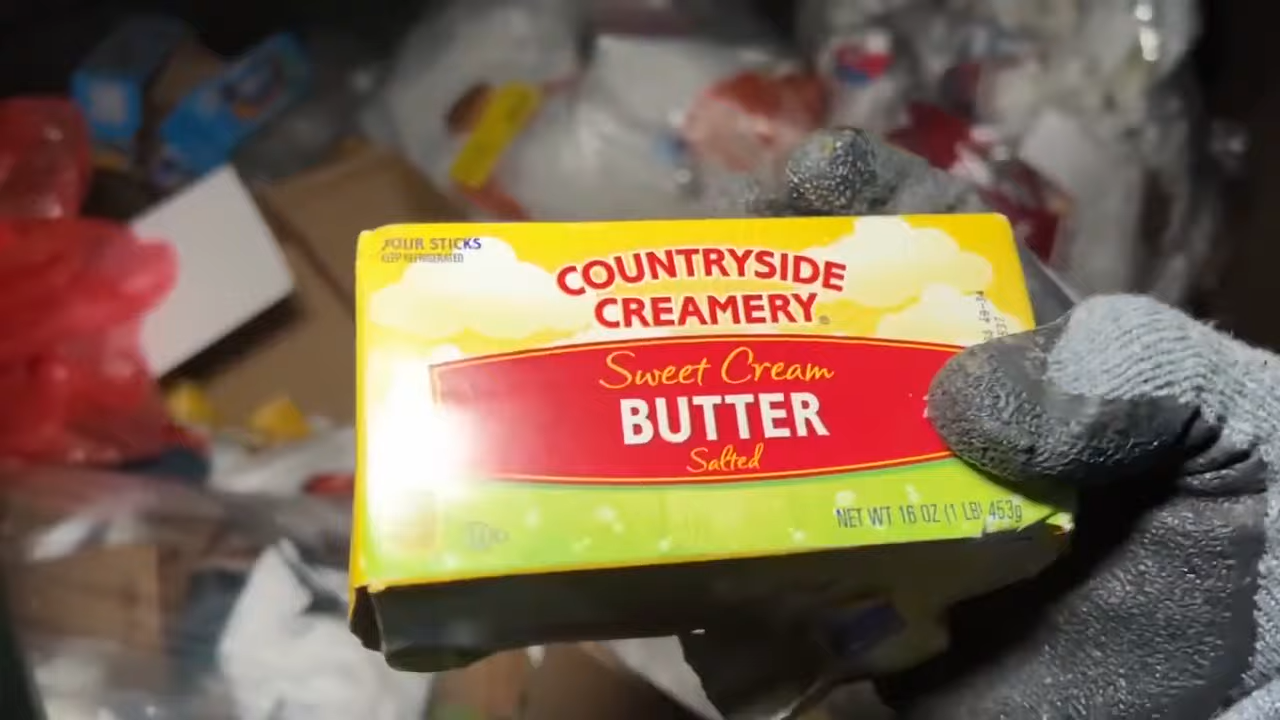 FOUR STICKS
KEEP REFRIGERATED
COUNTRYSIDE
CREAMERY®
Sweet Cream
BUTTER
Salted
NET WT 16 OZ (1 LB) 453g